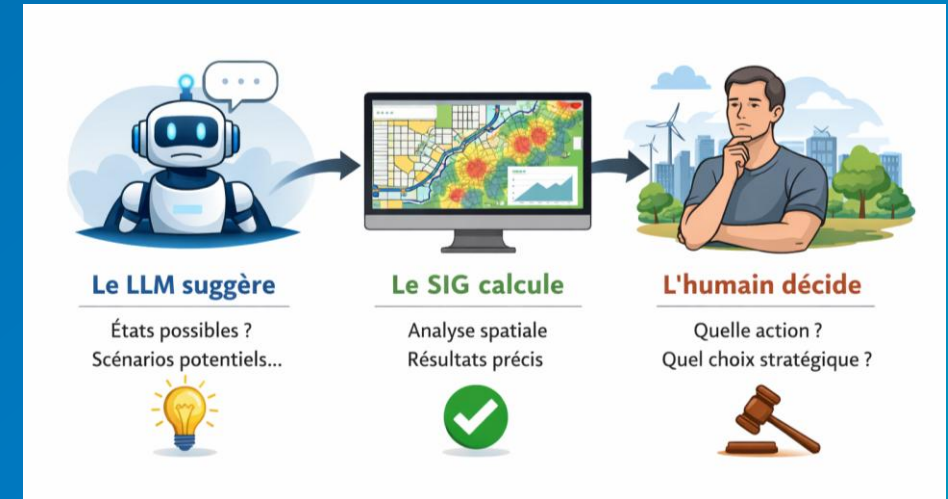 Le LLM suggère
États possibles ?
Scénarios potentiels...
Le SIG calcule
Analyse spatiale
Résultats précis
L'humain décide
Quelle action ?
Quel choix stratégique ?